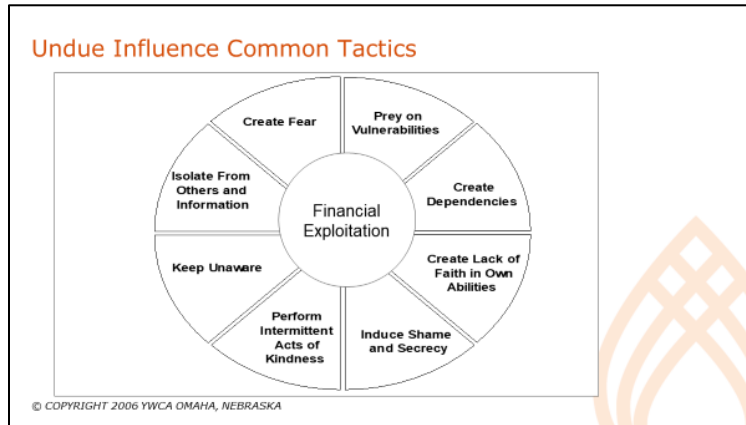 Undue Influence Common Tactics
Create Fear
Prey on
Vulnerabilities
Isolate From
Others and
Information
Create
Dependencies
Financial
Exploitation
Keep Unaware
Create Lack of
Faith in Own
Abilities
Perform
Intermittent
Acts of
Kindness
Induce Shame
and Secrecy
© COPYRIGHT 2006 YWCA OMAHA, NEBRASKA